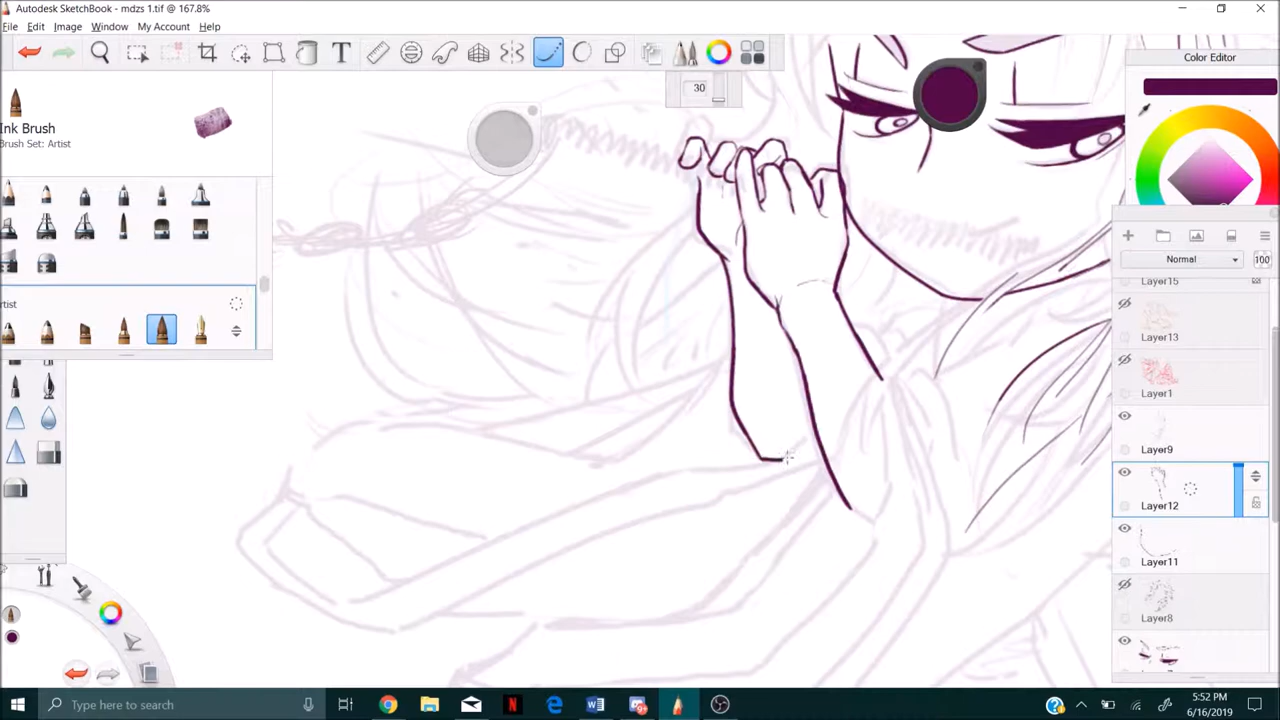 Autodesk SketchBook - mdzs 1.tif @ 167.8%
File Edit Image Window My Account Help
T
30
Color Editor
Ink Brush
Brush Set: Artist
rtist
Normal 100
Layer15
Layer13
Layer1
Layer9
Layer12
Layer11
Layer8
Type here to search
N
W
5:52 PM
6/16/2019